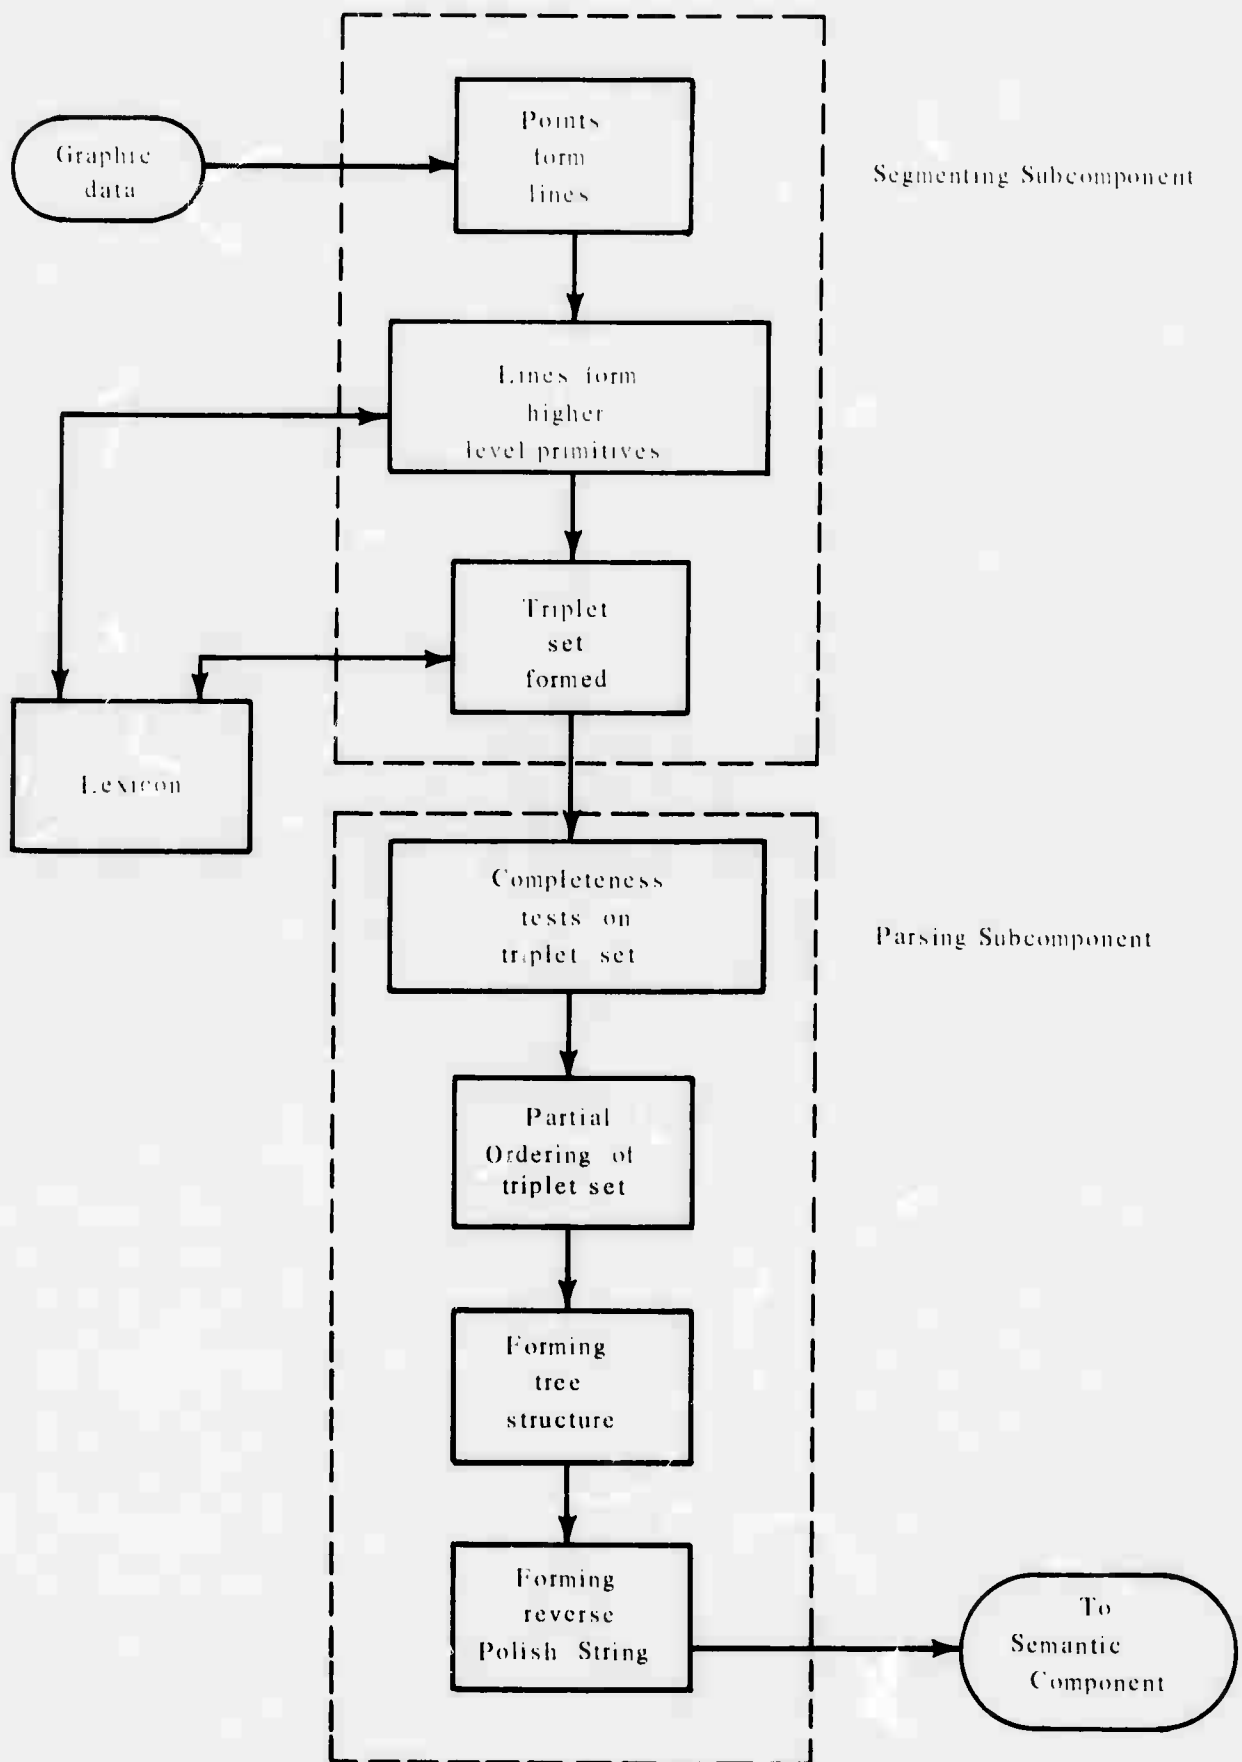 Graphic
data
Points
form
lines
Segmenting Subcomponent
Lines form
higher
level primitives
Triplet
set
formed
Lexicon
Completeness
tests on
triplet set
Parsing Subcomponent
Partial
Ordering of
triplet set
Forming
tree
structure
Forming
reverse
Polish String
To
Semantic
Component